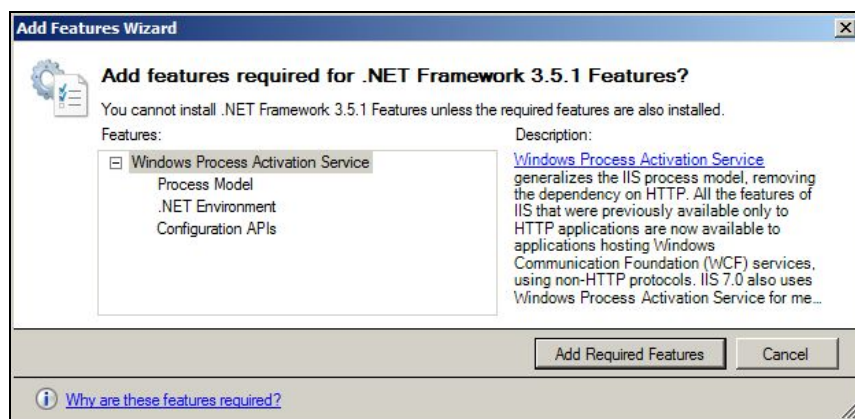 Add Features Wizard
Add features required for .NET Framework 3.5.1 Features?
You cannot install .NET Framework 3.5.1 Features unless the required features are also installed.
Features:
Windows Process Activation Service
Process Model
.NET Environment
Configuration APIs
Description:
Windows Process Activation Service
generalizes the IIS process model, removing
the dependency on HTTP. All the features of
IIS that were previously available only to
HTTP applications are now available to
applications hosting Windows
Communication Foundation (WCF) services,
using non-HTTP protocols. IIS 7.0 also uses
Windows Process Activation Service for me...
Add Required Features
Cancel
Why are these features required?